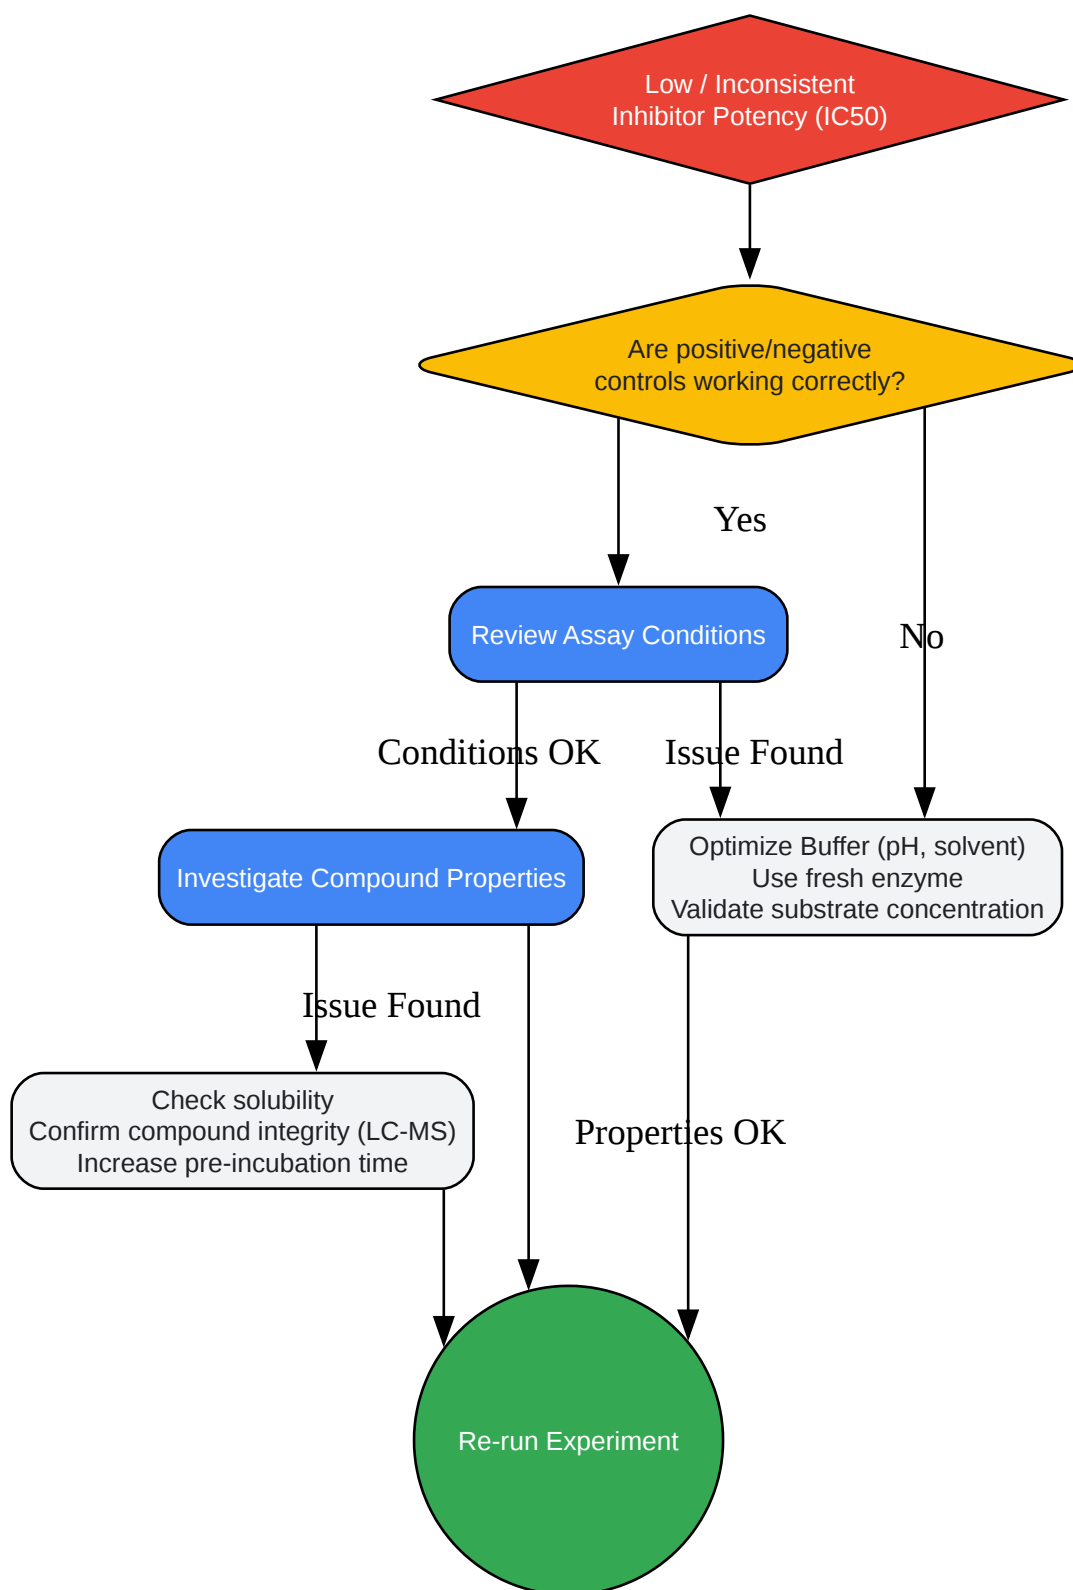 Low / Inconsistent
Inhibitor Potency (IC50)
Are positive/negative
controls working correctly?
Yes
Review Assay Conditions
No
Conditions OK
Issue Found
Optimize Buffer (pH, solvent)
Use fresh enzyme
Validate substrate concentration
Investigate Compound Properties
Issue Found
Check solubility
Confirm compound integrity (LC-MS)
Increase pre-incubation time
Properties OK
Re-run Experiment